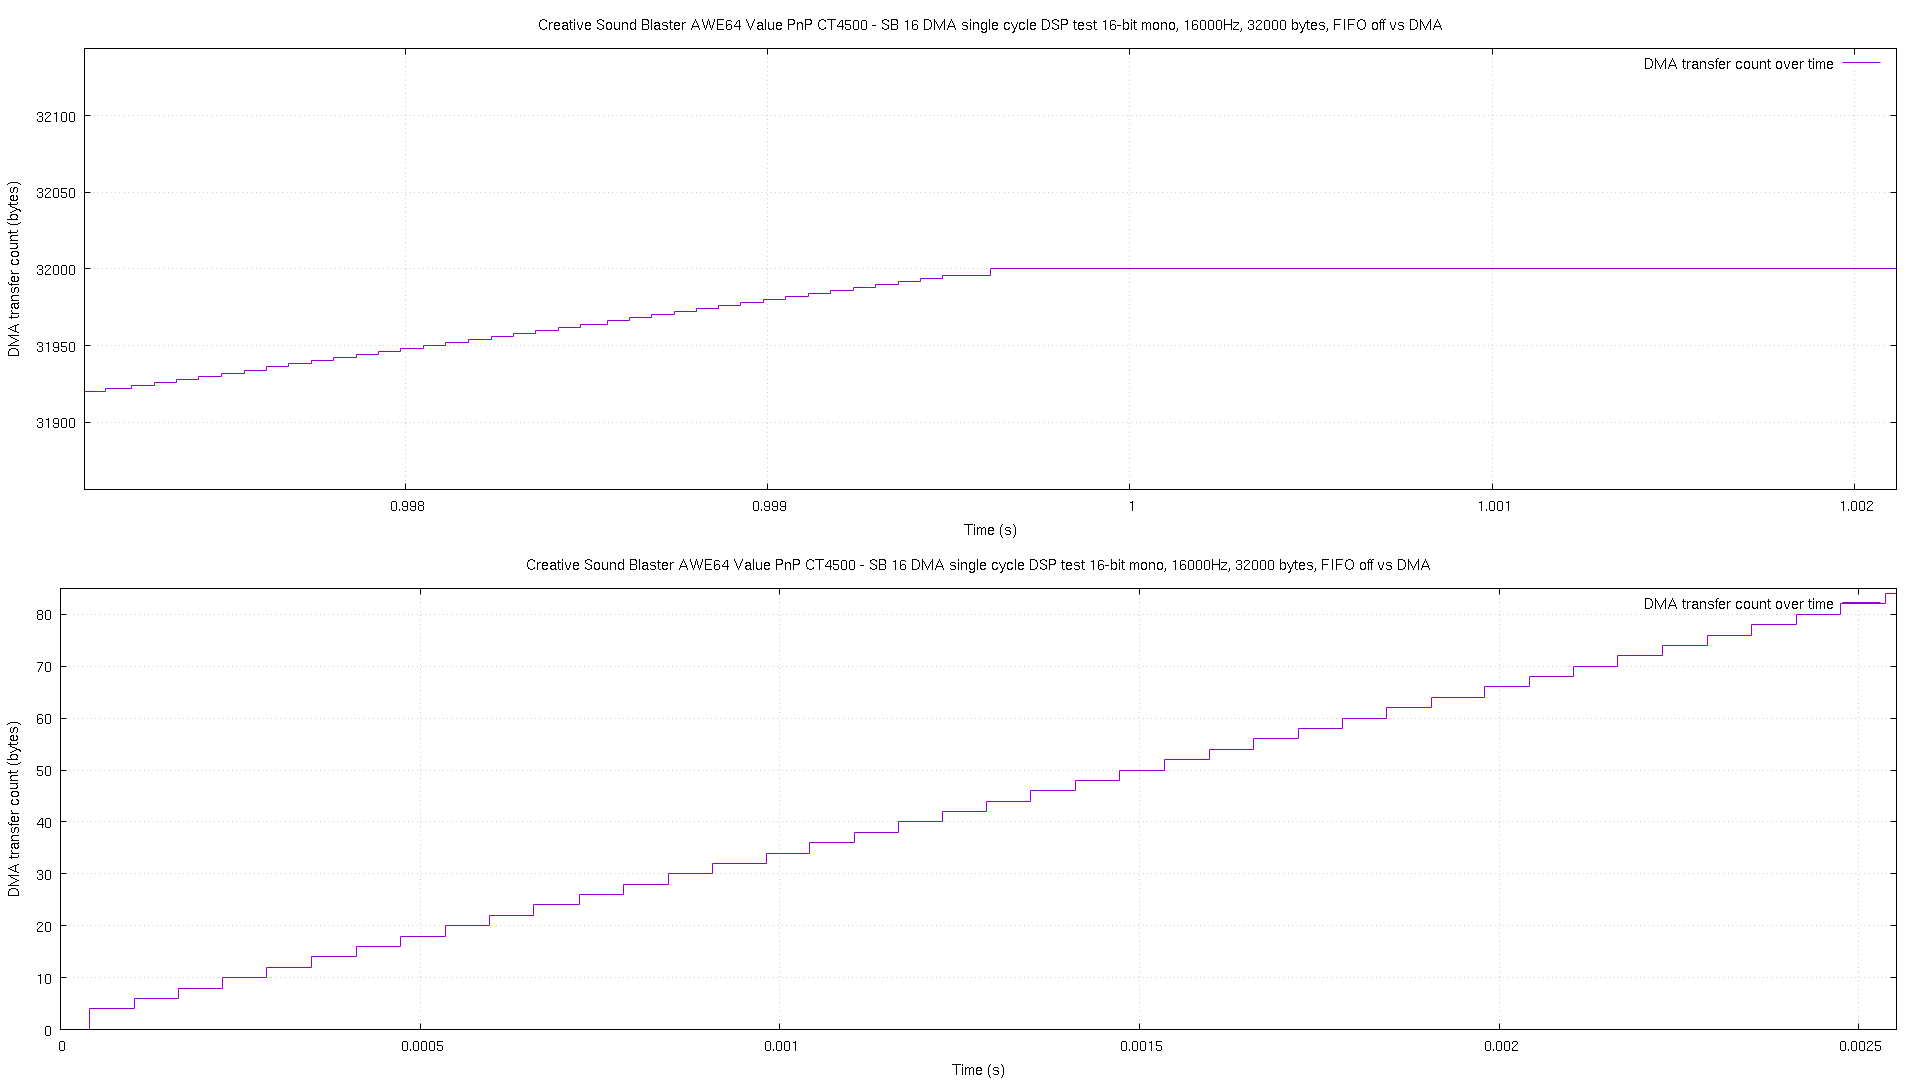 Creative Sound Blaster AWE64 Value PnP CT4500 - SB 16 DMA single cycle DSP test 16-bit mono, 16000Hz, 32000 bytes, FIFO off vs DMA
DMA transfer count over time
32100
32050
32000
31950
31900
DMA transfer count (bytes)
0.998 0.999 1 1.001 1.002
Time (s)
Creative Sound Blaster AWE64 Value PnP CT4500 - SB 16 DMA single cycle DSP test 16-bit mono, 16000Hz, 32000 bytes, FIFO off vs DMA
DMA transfer count over time
80
70
60
50
40
30
20
10
0
DMA transfer count (bytes)
0 0.0005 0.001 0.0015 0.002 0.0025
Time (s)